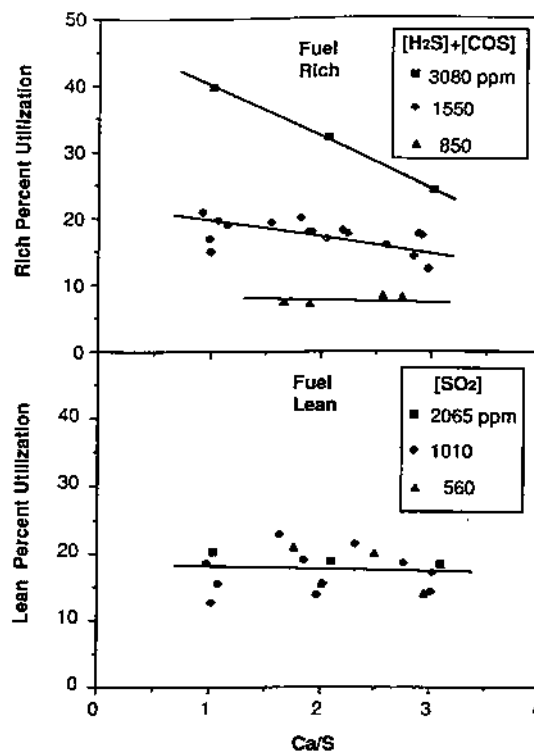 50
40
30
20
10
0
Rich Percent Utilization
Fuel
Rich
[H2S]+[COS]
■ 3080 ppm
♦ 1550
▲ 850
40
30
20
10
0
Lean Percent Utilization
Fuel
Lean
[SO2]
■ 2065 ppm
♦ 1010
▲ 560
0 1 2 3 4
Ca/S